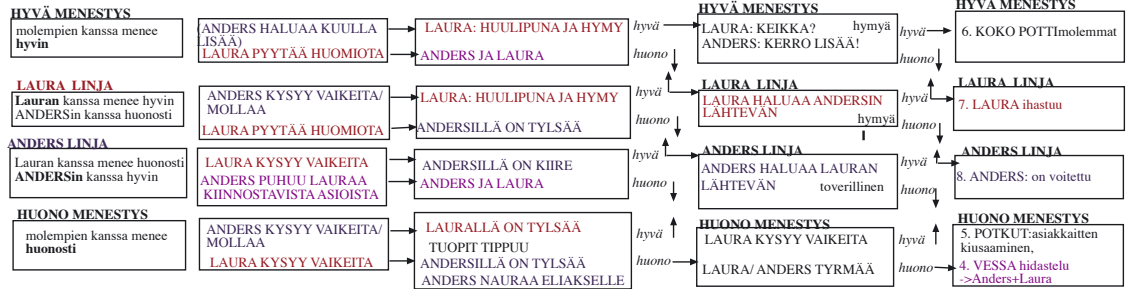 HYVÄ MENESTYS
molempien kanssa menee
hyvin
(ANDERS HALUAA KUULLA
LISÄÄ)
LAURA PYYTÄÄ HUOMIOTA
LAURA: HUULIPUNA JA HYMY
ANDERS JA LAURA
hyvä
huono
HYVÄ MENESTYS
LAURA: KEIKKA? hymyä
ANDERS: KERRO LISÄÄ!
hyvä
huono
HYVÄ MENESTYS
6. KOKO POTTImolemmat
LAURA LINJA
Lauran kanssa menee hyvin
ANDERSin kanssa huonosti
ANDERS KYSYY VAIKEITA/
MOLLAA
LAURA PYYTÄÄ HUOMIOTA
LAURA: HUULIPUNA JA HYMY
ANDERSILLÄ ON TYLSÄÄ
hyvä
huono
LAURA LINJA
LAURA HALUAA ANDERSIN
LÄHTEVÄN
hymyä
hyvä
huono
LAURA LINJA
7. LAURA ihastuu
ANDERS LINJA
Lauran kanssa menee huonosti
ANDERSin kanssa hyvin
LAURA KYSYY VAIKEITA
ANDERS PUHUU LAURAA
KIINNOSTAVISTA ASIOISTA
ANDERSILLÄ ON KIIRE
ANDERS JA LAURA
hyvä
huono
ANDERS LINJA
ANDERS HALUAA LAURAN
LÄHTEVÄN toverillinen
hyvä
huono
ANDERS LINJA
8. ANDERS: on voitettu
HUONO MENESTYS
molempien kanssa menee
huonosti
ANDERS KYSYY VAIKEITA/
MOLLAA
LAURA KYSYY VAIKEITA
LAURALLÄ ON TYLSÄÄ
TUOPIT TIPPUU
ANDERSILLÄ ON TYLSÄÄ
ANDERS NAURAA ELIAKSELLE
hyvä
huono
HUONO MENESTYS
LAURA KYSYY VAIKEITA
LAURA/ ANDERS TYRMÄÄ
hyvä
huono
HUONO MENESTYS
5. POTKUT:asiakkaitten
kiusaaminen,
4. VESSA hidastelu
->Anders+Laura